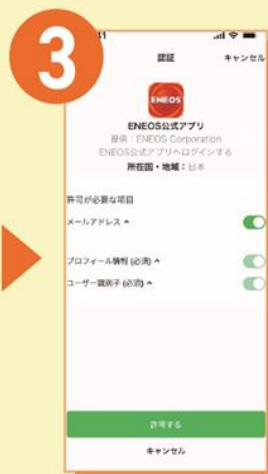 3
41
認証
キャンセル
ENEOS
ENEOS公式アプリ
提供：ENEOS Corporation
ENEOS公式アプリへログインする
所在国・地域：日本
許可が必要な項目
メールアドレス
プロフィール情報 (必須)
ユーザー識別子 (必須)
許可する
キャンセル